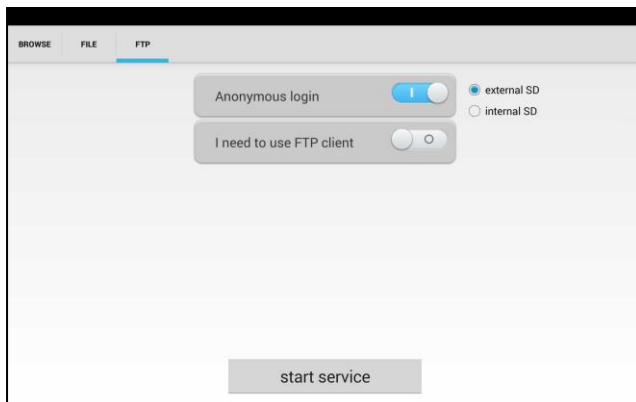 BROWSE FILE FTP
Anonymous login
external SD
internal SD
I need to use FTP client
start service